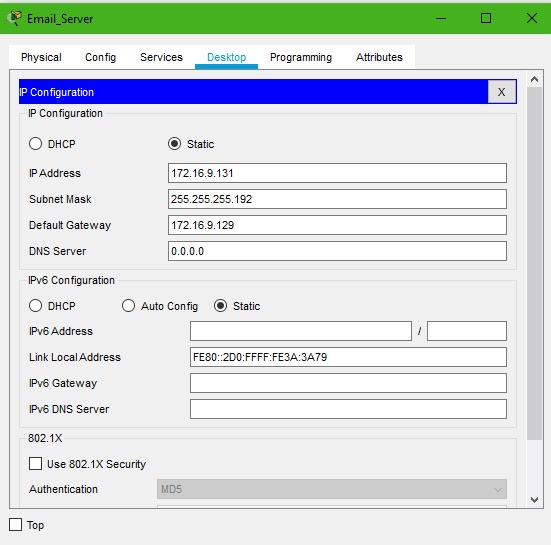 Email_Server
Physical Config Services Desktop Programming Attributes
IP Configuration X
IP Configuration
DHCP Static
IP Address 172.16.9.131
Subnet Mask 255.255.255.192
Default Gateway 172.16.9.129
DNS Server 0.0.0.0
IPv6 Configuration
DHCP Auto Config Static
IPv6 Address /
Link Local Address FE80::2D0:FFFF:FE3A:3A79
IPv6 Gateway
IPv6 DNS Server
802.1X
Use 802.1X Security
Authentication MD5
Top